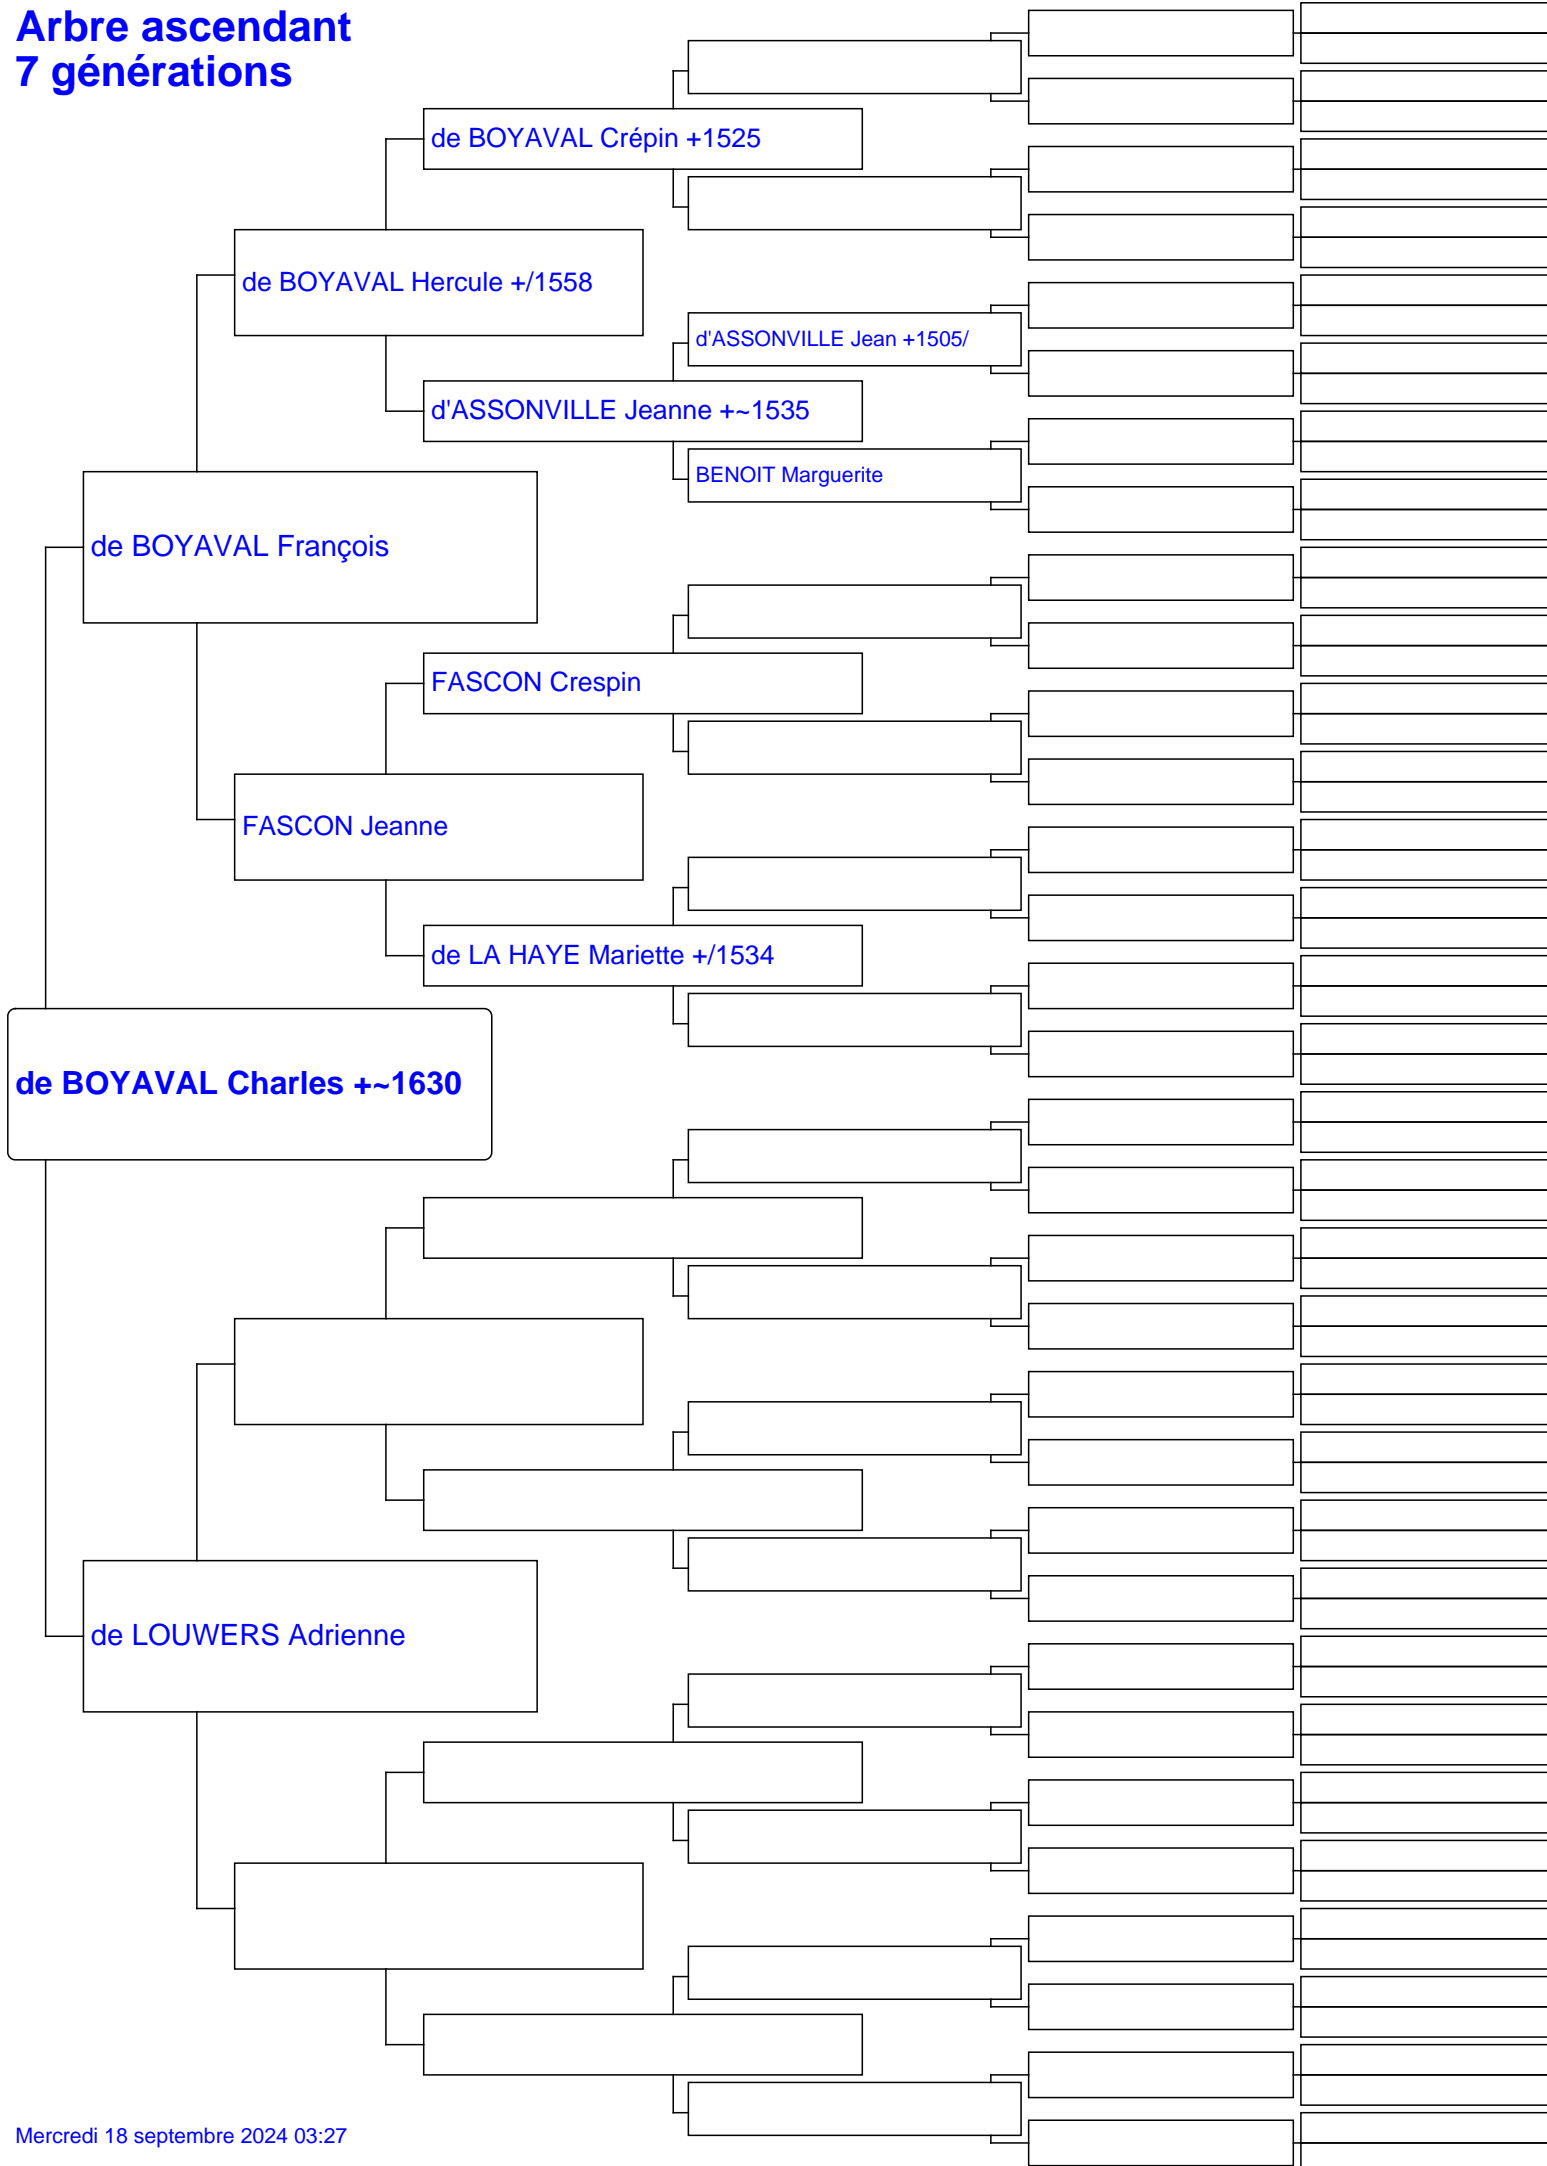 Arbre ascendant
7 générations
de BOYAVAL Crépin +1525
de BOYAVAL Hercule +/1558
d'ASSONVILLE Jean +1505/
d'ASSONVILLE Jeanne +~1535
BENOIT Marguerite
de BOYAVAL François
FASCON Crespin
FASCON Jeanne
de LA HAYE Mariette +/1534
de BOYAVAL Charles +~1630
de LOUWERS Adrienne
Mercredi 18 septembre 2024 03:27